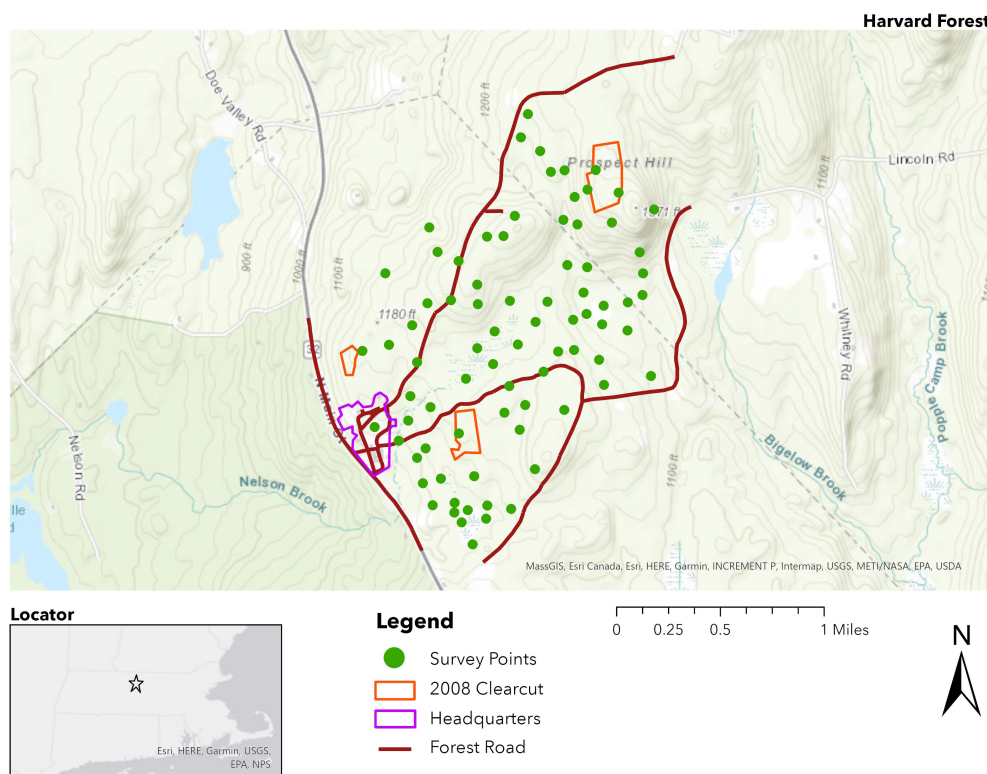 Harvard Forest
Doe Valley Rd
1200 ft
Prospect Hill
Lincoln Rd
1100 ft
900 ft
1000 ft
1100 ft
1180 ft
N Main St
Whitney Rd
Popple Camp Brook
Nelson Rd
Nelson Brook
Bigelow Brook
1100 ft
lle
d
MassGIS, Esri Canada, Esri, HERE, Garmin, INCREMENT P, Intermap, USGS, METI/NASA, EPA, USDA
Locator
Esri, HERE, Garmin, USGS,
EPA, NPS
Legend
Survey Points
2008 Clearcut
Headquarters
Forest Road
0 0.25 0.5 1 Miles
N